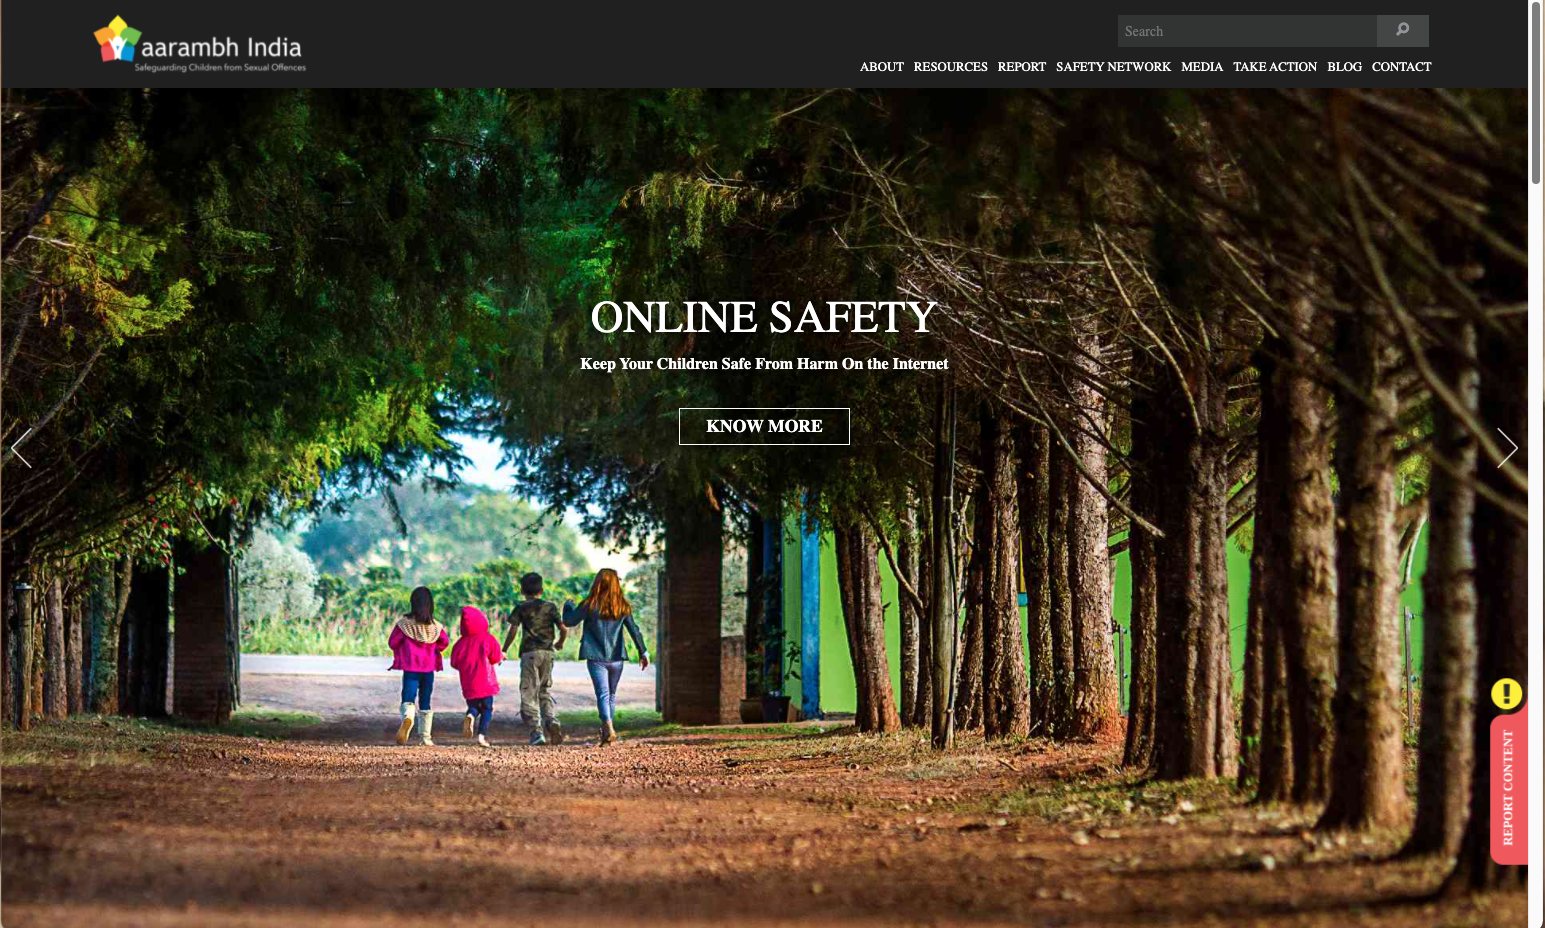 aarambh India
Safeguarding Children from Sexual Offences
Search
ABOUT RESOURCES REPORT SAFETY NETWORK MEDIA TAKE ACTION BLOG CONTACT
ONLINE SAFETY
Keep Your Children Safe From Harm On the Internet
KNOW MORE
!
REPORT CONTENT